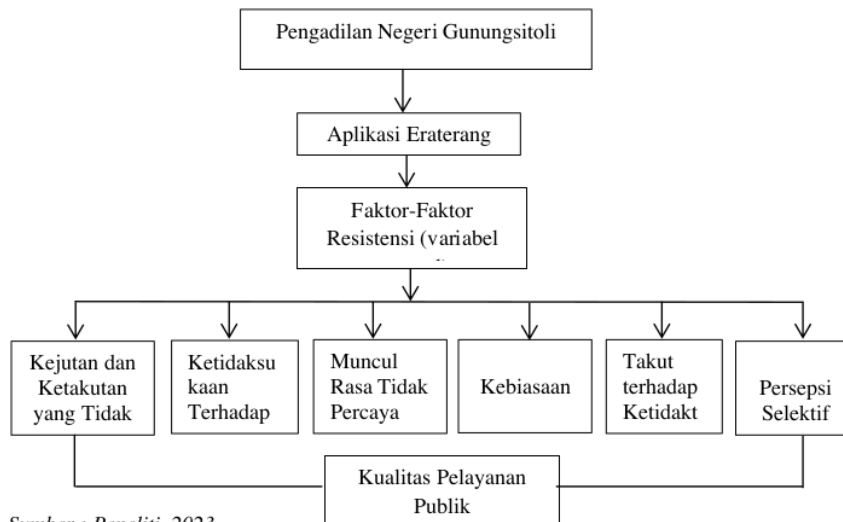 Pengadilan Negeri Gunungsitoli
Aplikasi Eraterang
Faktor-Faktor
Resistensi (variabel
Kejutan dan
Ketakutan
yang Tidak
Ketidaksu
kaan
Terhadap
Muncul
Rasa Tidak
Percaya
Kebiasaan
Takut
terhadap
Ketidakt
Persepsi
Selektif
Kualitas Pelayanan
Publik
Sumber : Peneliti, 2023